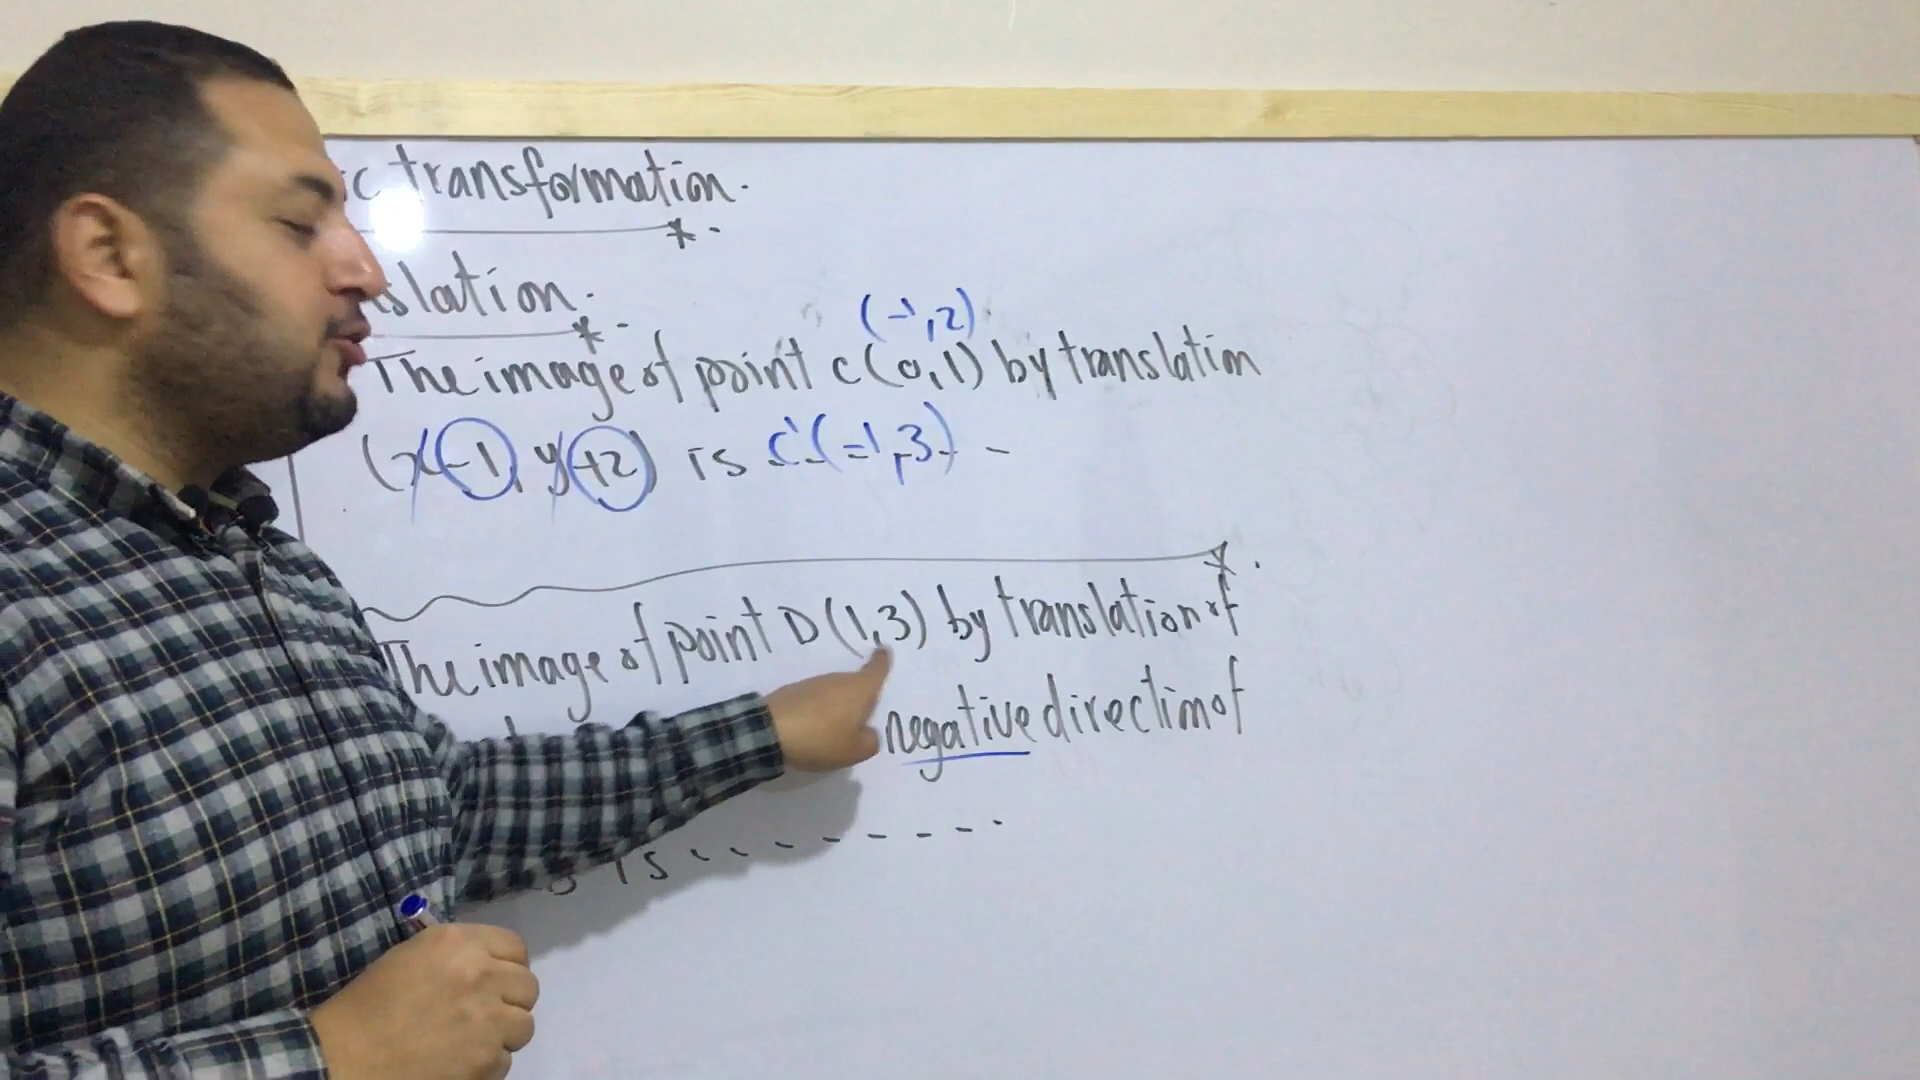 transformation.
slation.
(-1,2)
The image of point C(0,1) by translation
(x-1, y+2) is C'(-1,3)
The image of point D(1,3) by translation of
negative direction of
is ---------